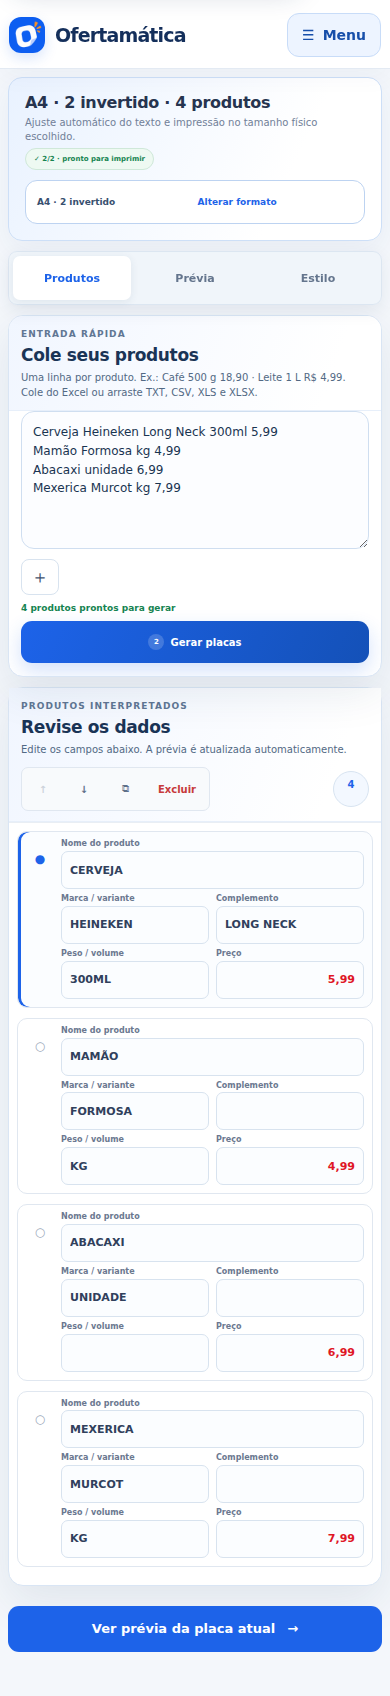 Ofertamática
☰ Menu
A4 · 2 invertido · 4 produtos
Ajuste automático do texto e impressão no tamanho físico
escolhido.
✓ 2/2 · pronto para imprimir
A4 · 2 invertido
Alterar formato
Produtos
Prévia
Estilo
ENTRADA RÁPIDA
Cole seus produtos
Uma linha por produto. Ex.: Café 500 g 18,90 · Leite 1 L R$ 4,99.
Cole do Excel ou arraste TXT, CSV, XLS e XLSX.
Cerveja Heineken Long Neck 300ml 5,99
Mamão Formosa kg 4,99
Abacaxi unidade 6,99
Mexerica Murcot kg 7,99
+
4 produtos prontos para gerar
2 Gerar placas
PRODUTOS INTERPRETADOS
Revise os dados
Edite os campos abaixo. A prévia é atualizada automaticamente.
↑ ↓ ⧉ Excluir
4
Nome do produto
CERVEJA
Marca / variante Complemento
HEINEKEN LONG NECK
Peso / volume Preço
300ML 5,99
Nome do produto
MAMÃO
Marca / variante Complemento
FORMOSA
Peso / volume Preço
KG 4,99
Nome do produto
ABACAXI
Marca / variante Complemento
UNIDADE
Peso / volume Preço
6,99
Nome do produto
MEXERICA
Marca / variante Complemento
MURCOT
Peso / volume Preço
KG 7,99
Ver prévia da placa atual →